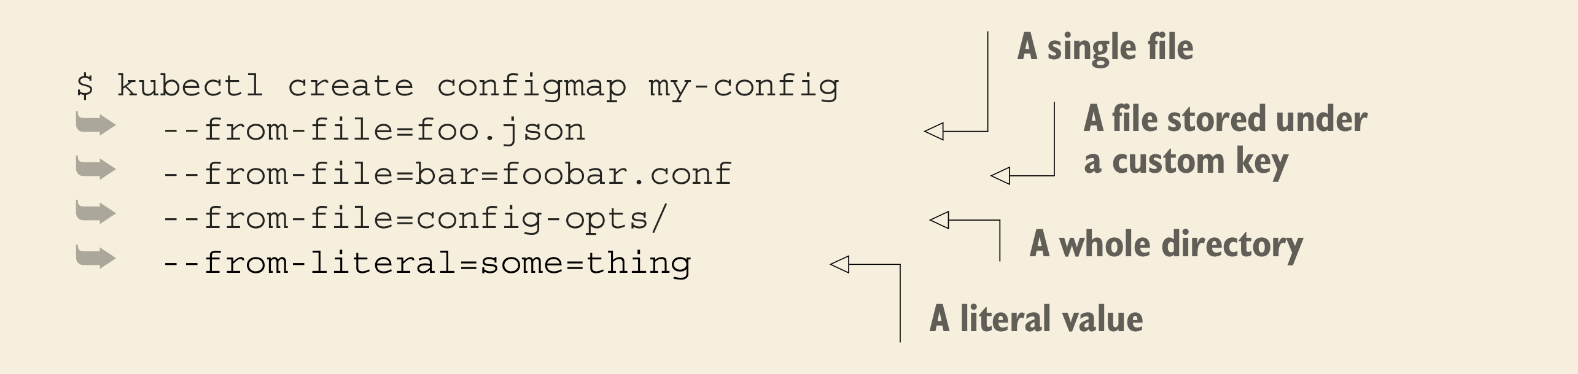 $ kubectl create configmap my-config
--from-file=foo.json
--from-file=bar=foobar.conf
--from-file=config-opts/
--from-literal=some=thing
A single file
A file stored under
a custom key
A whole directory
A literal value